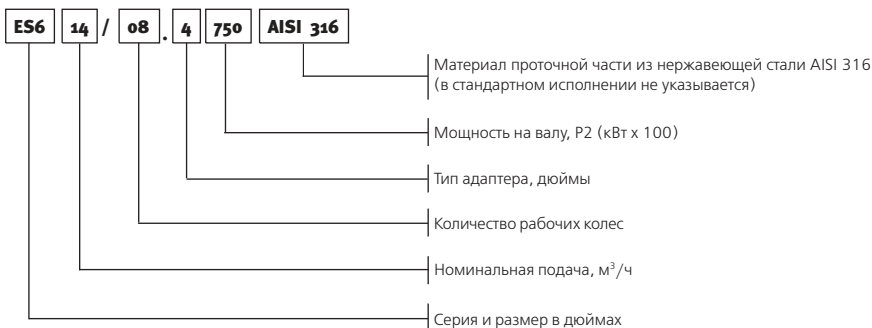 ES6 14 / 08 . 4 750 AISI 316
Материал проточной части из нержавеющей стали AISI 316
(в стандартном исполнении не указывается)
Мощность на валу, P2 (кВт x 100)
Тип адаптера, дюймы
Количество рабочих колес
Номинальная подача, м³/ч
Серия и размер в дюймах